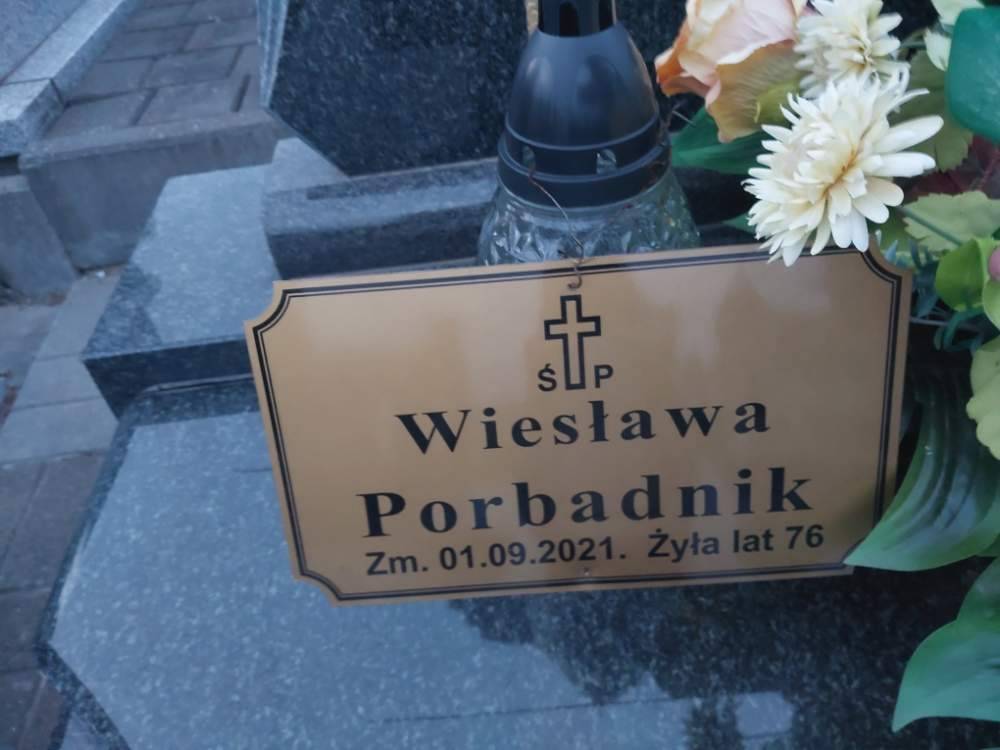 Ś P
Wiesława
Porbadnik
Zm. 01.09.2021. Żyła lat 76